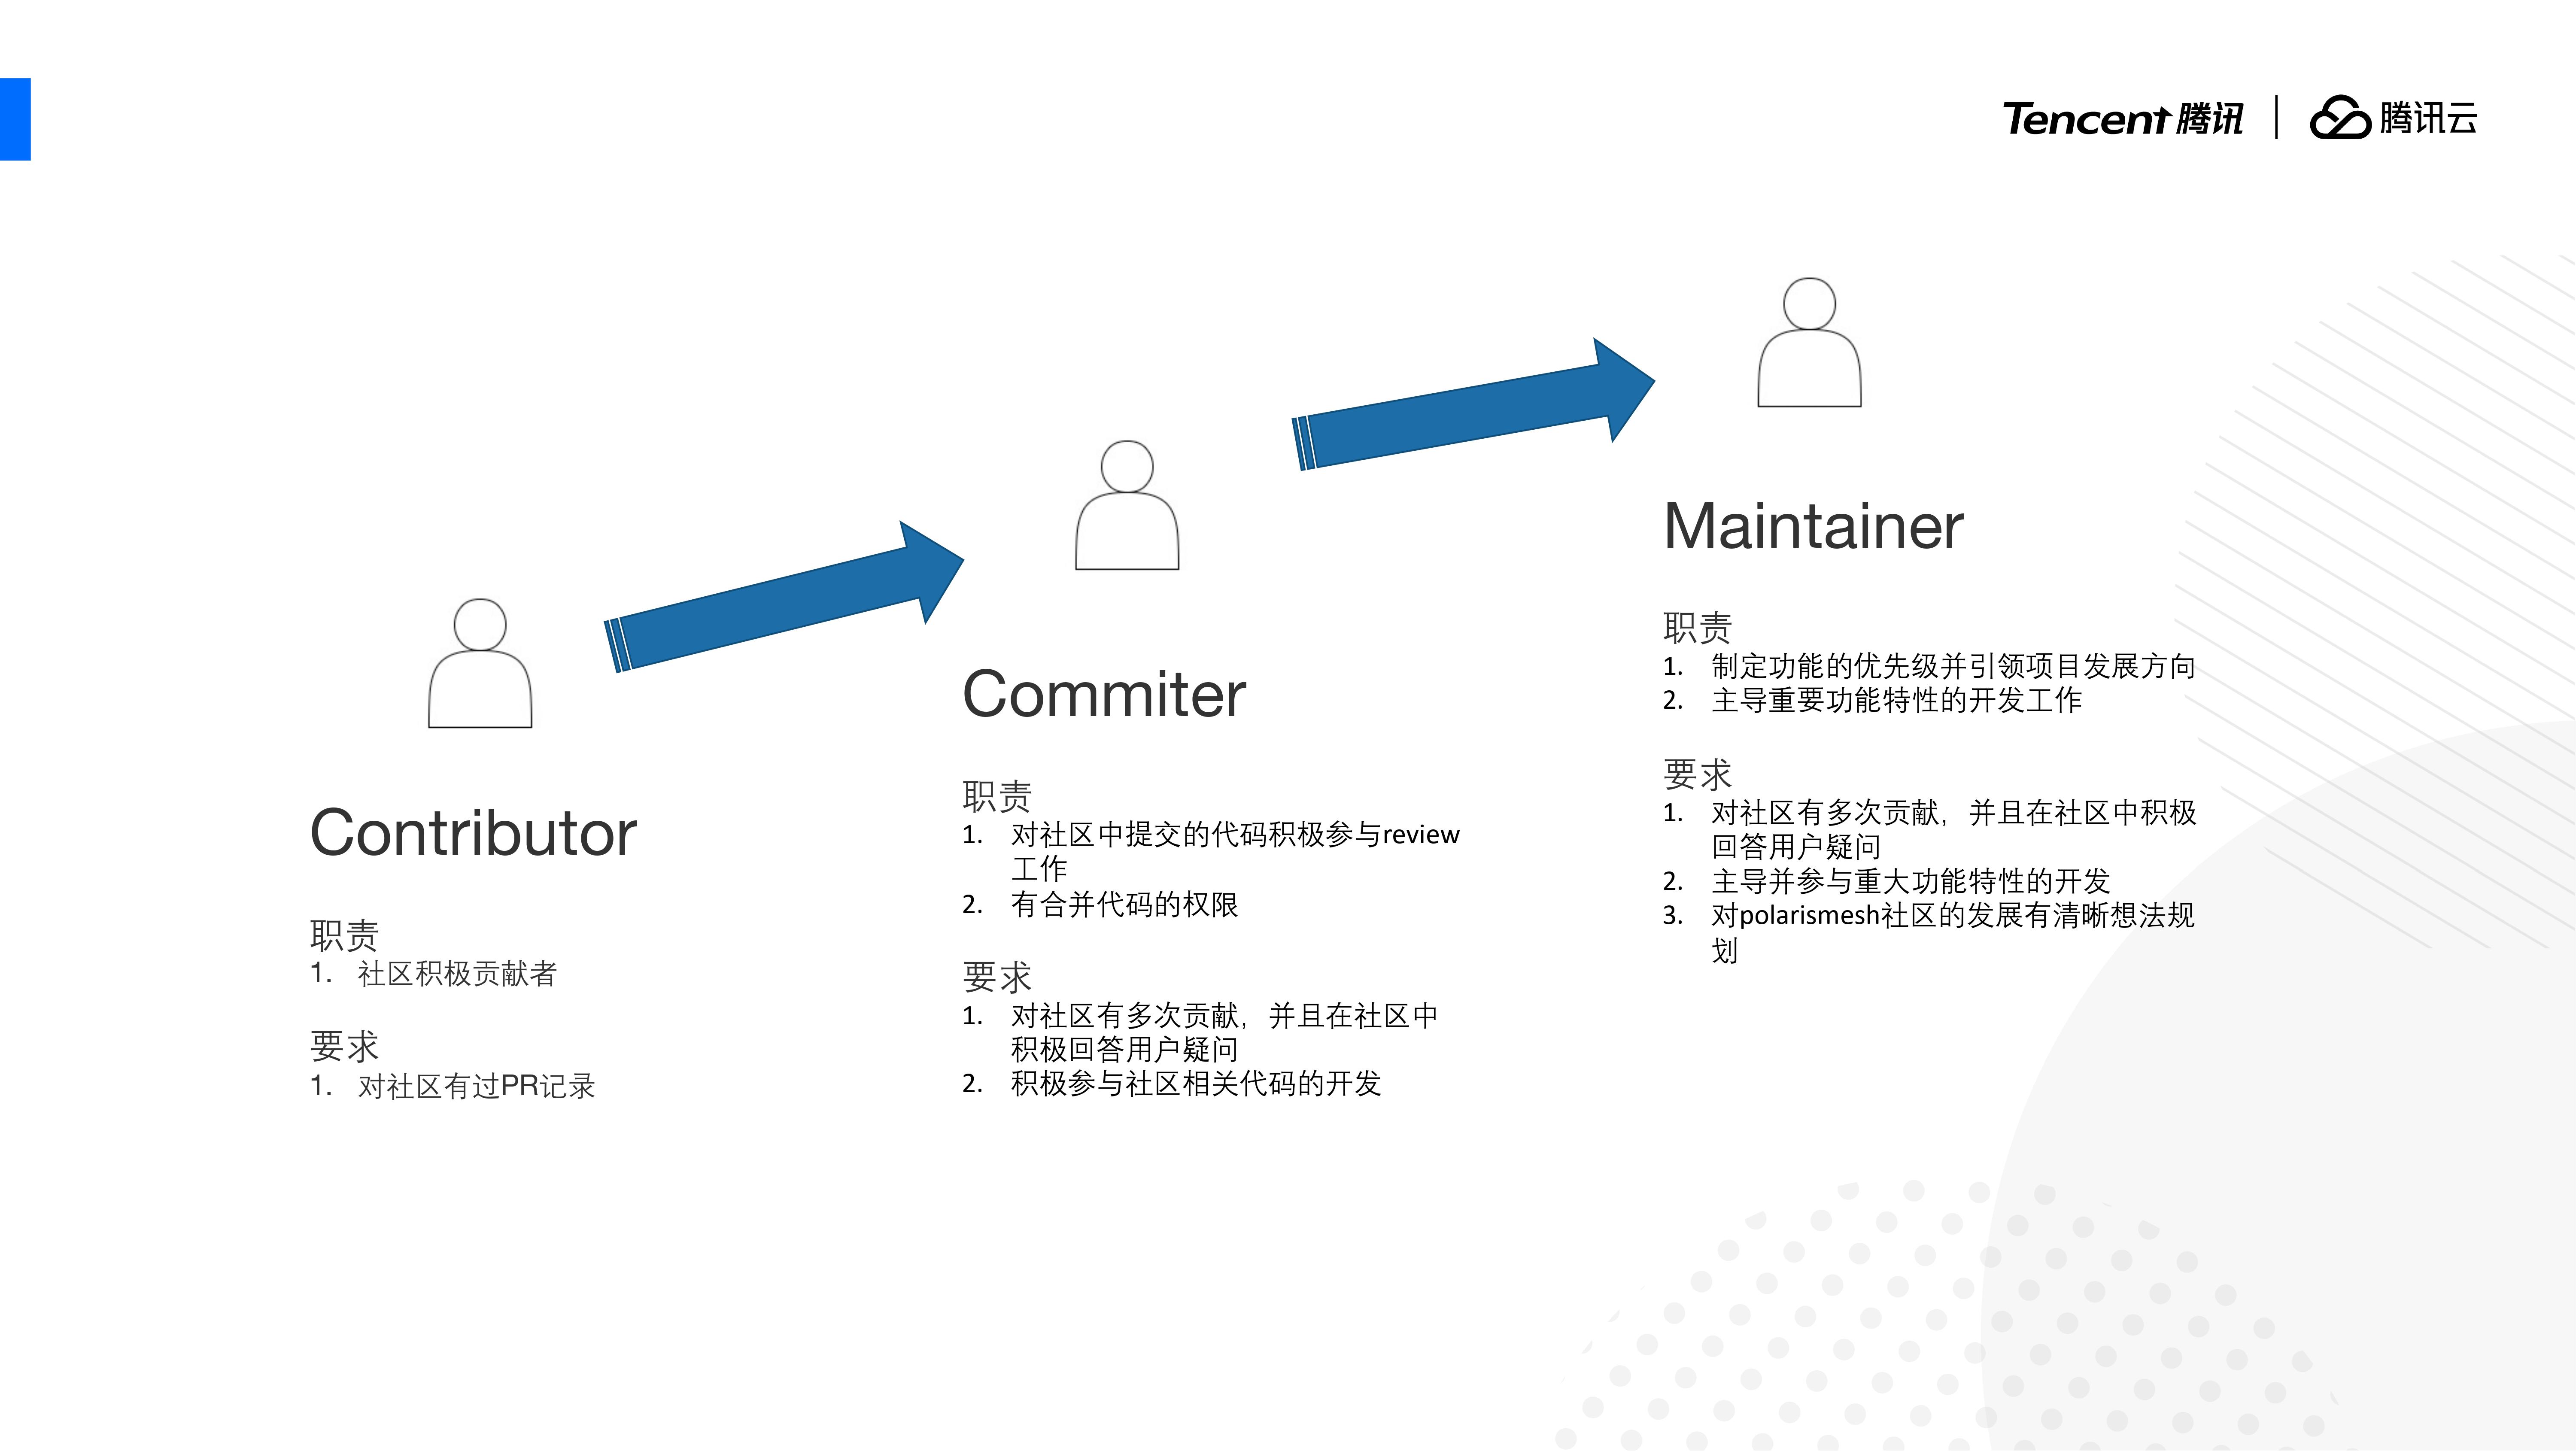 Tencent 腾讯 | 腾讯云
Contributor
职责
1. 社区积极贡献者
要求
1. 对社区有过PR记录
Commiter
职责
1. 对社区中提交的代码积极参与review
工作
2. 有合并代码的权限
要求
1. 对社区有多次贡献，并且在社区中
积极回答用户疑问
2. 积极参与社区相关代码的开发
Maintainer
职责
1. 制定功能的优先级并引领项目发展方向
2. 主导重要功能特性的开发工作
要求
1. 对社区有多次贡献，并且在社区中积极
回答用户疑问
2. 主导并参与重大功能特性的开发
3. 对polarismesh社区的发展有清晰想法规
划